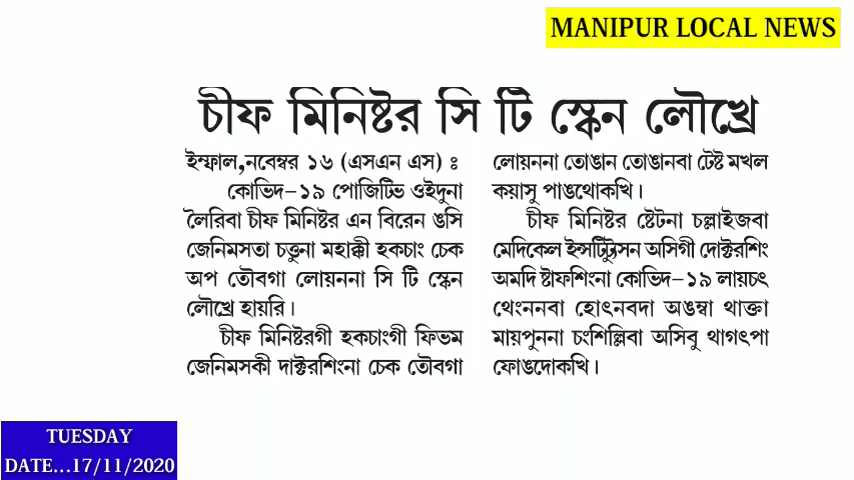 MANIPUR LOCAL NEWS
চীফ মিনিষ্টর সি টি স্কেন লৌখ্রে
ইম্ফাল,নবেম্বর ১৬ (এসএন এস) ঃ
কোভিদ-১৯ পোজিটিভ ওইদুনা
লৈরিবা চীফ মিনিষ্টর এন বিরেন ঙসি
জেনিমসতা চত্তুনা মহাক্কী হকচাং চেক
অপ তৌবগা লোয়ননা সি টি স্কেন
লৌখ্রে হায়রি।
চীফ মিনিষ্টরগী হকচাংগী ফিভম
জেনিমসকী দাক্টরশিংনা চেক তৌবগা
লোয়ননা তোঙান তোঙানবা টেষ্ট মখল
কয়াসু পাঙথোকখি।
চীফ মিনিষ্টর ষ্টেটনা চল্লাইজবা
মেদিকেল ইন্সটিট্যুসন অসিগী দোক্টরশিং
অমদি ষ্টাফশিংনা কোভিদ-১৯ লায়চৎ
থেংননবা হোৎনবদা অঙম্বা থাক্তা
মায়পুননা চংশিল্লিবা অসিবু থাগৎপা
ফোঙদোকখি।
TUESDAY
DATE...17/11/2020